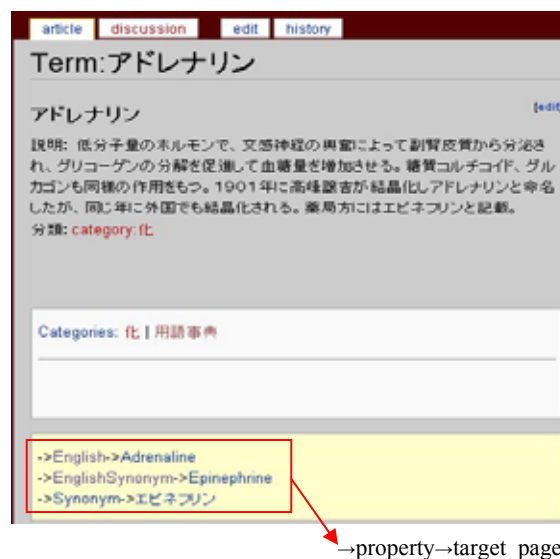 article discussion edit history
Term:アドレナリン
アドレナリン [edit
説明: 低分子量のホルモンで、交感神経の興奮によって副腎皮質から分泌さ
れ、グリコーゲンの分解を促進して血糖量を増加させる。糖質コルチコイド、グル
カゴンも同様の作用をもつ。1901年に高峰譲吉が結晶化しアドレナリンと命名
したが、同じ年に外国でも結晶化される。薬局方にはエピネフリンと記載。
分類: category:化
Categories: 化 | 用語事典
->English->Adrenaline
->EnglishSynonym->Epinephrine
->Synonym->エピネフリン
→property→target page